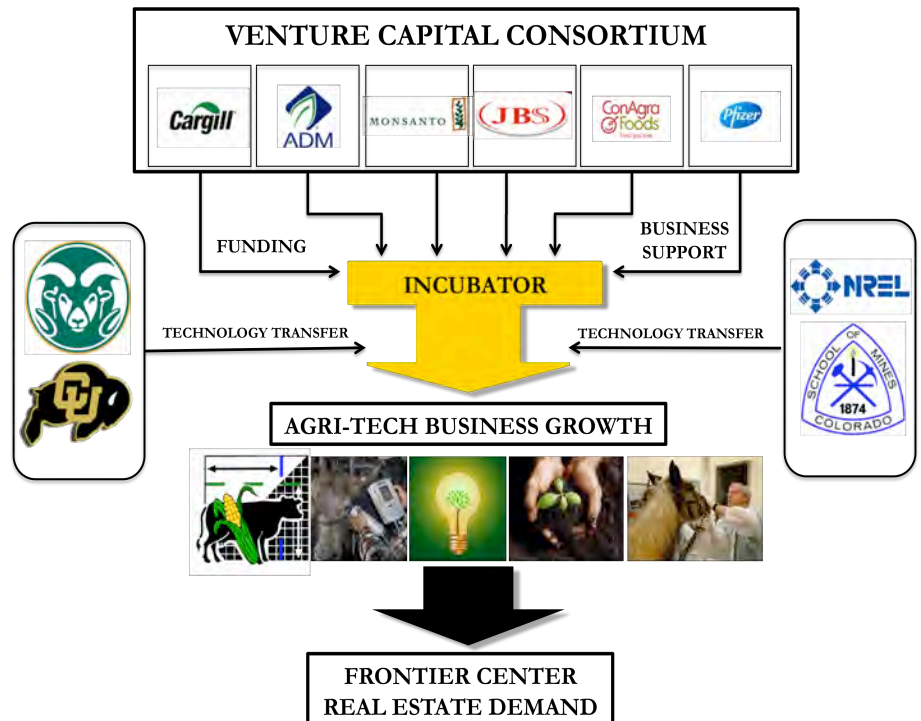 VENTURE CAPITAL CONSORTIUM
Cargill
ADM
MONSANTO
JBS
ConAgra
Foods
Pfizer
FUNDING
BUSINESS
SUPPORT
INCUBATOR
NREL
TECHNOLOGY TRANSFER
TECHNOLOGY TRANSFER
CU
SCHOOL OF MINES
1874
COLORADO
AGRI-TECH BUSINESS GROWTH
FRONTIER CENTER
REAL ESTATE DEMAND